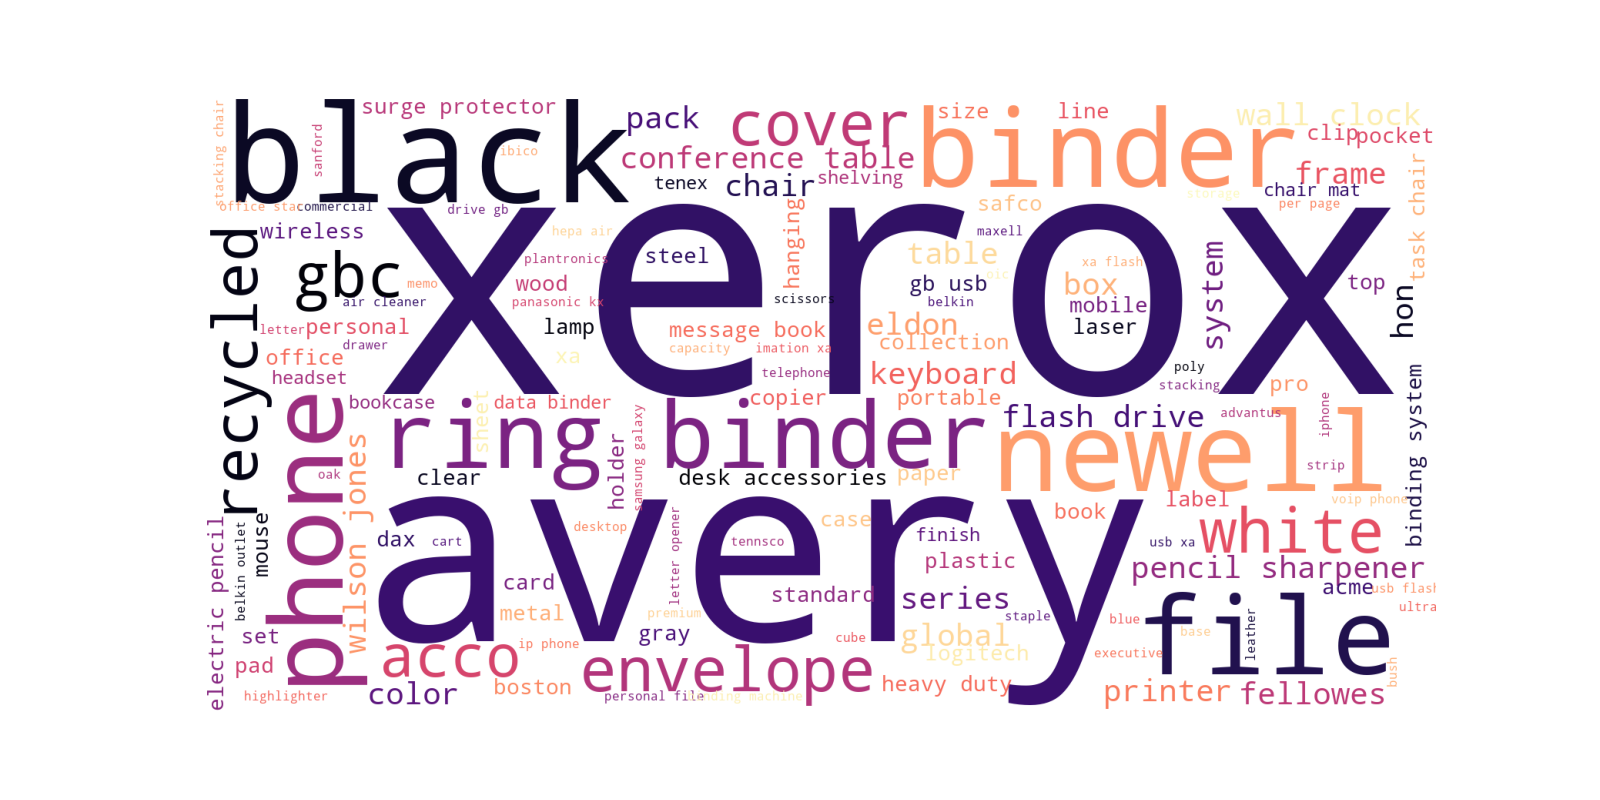 black
surge protector
pack
cover
binder
size
line
wall clock
clip
pocket
stacking chair
sanford
ibico
conference table
frame
tenex
chair
shelving
storage
chair mat
per page
office star
commercial
drive gb
safco
task chair
xerox
recycled
wireless
hepa air
hanging
maxell
gbc
plantronics
steel
table
system
xa flash
oic
memo
wood
gb usb
box
top
air cleaner
panasonic kx
scissors
belkin
mobile
hon
letter
personal
lamp
message book
eldon
laser
drawer
office
xa
capacity
imation xa
collection
headset
telephone
keyboard
poly
stacking
pro
phone
bookcase
sheet
data binder
copier
portable
flash drive
advantus
iphone
binding system
ring binder
newell
wilson jones
holder
samsung galaxy
oak
clear
desk accessories
paper
strip
label
voip phone
avery
electric pencil
belkin outlet
mouse
dax
cart
desktop
letter opener
tennsco
case
finish
book
white
usb xa
plastic
pencil sharpener
card
standard
series
acme
usb flash
metal
premium
staple
blue
file
ultra
set
gray
cube
global
base
leather
pad
acco
ip phone
envelope
logitech
executive
bush
highlighter
color
boston
personal file
binding machine
heavy duty
printer
fellowes